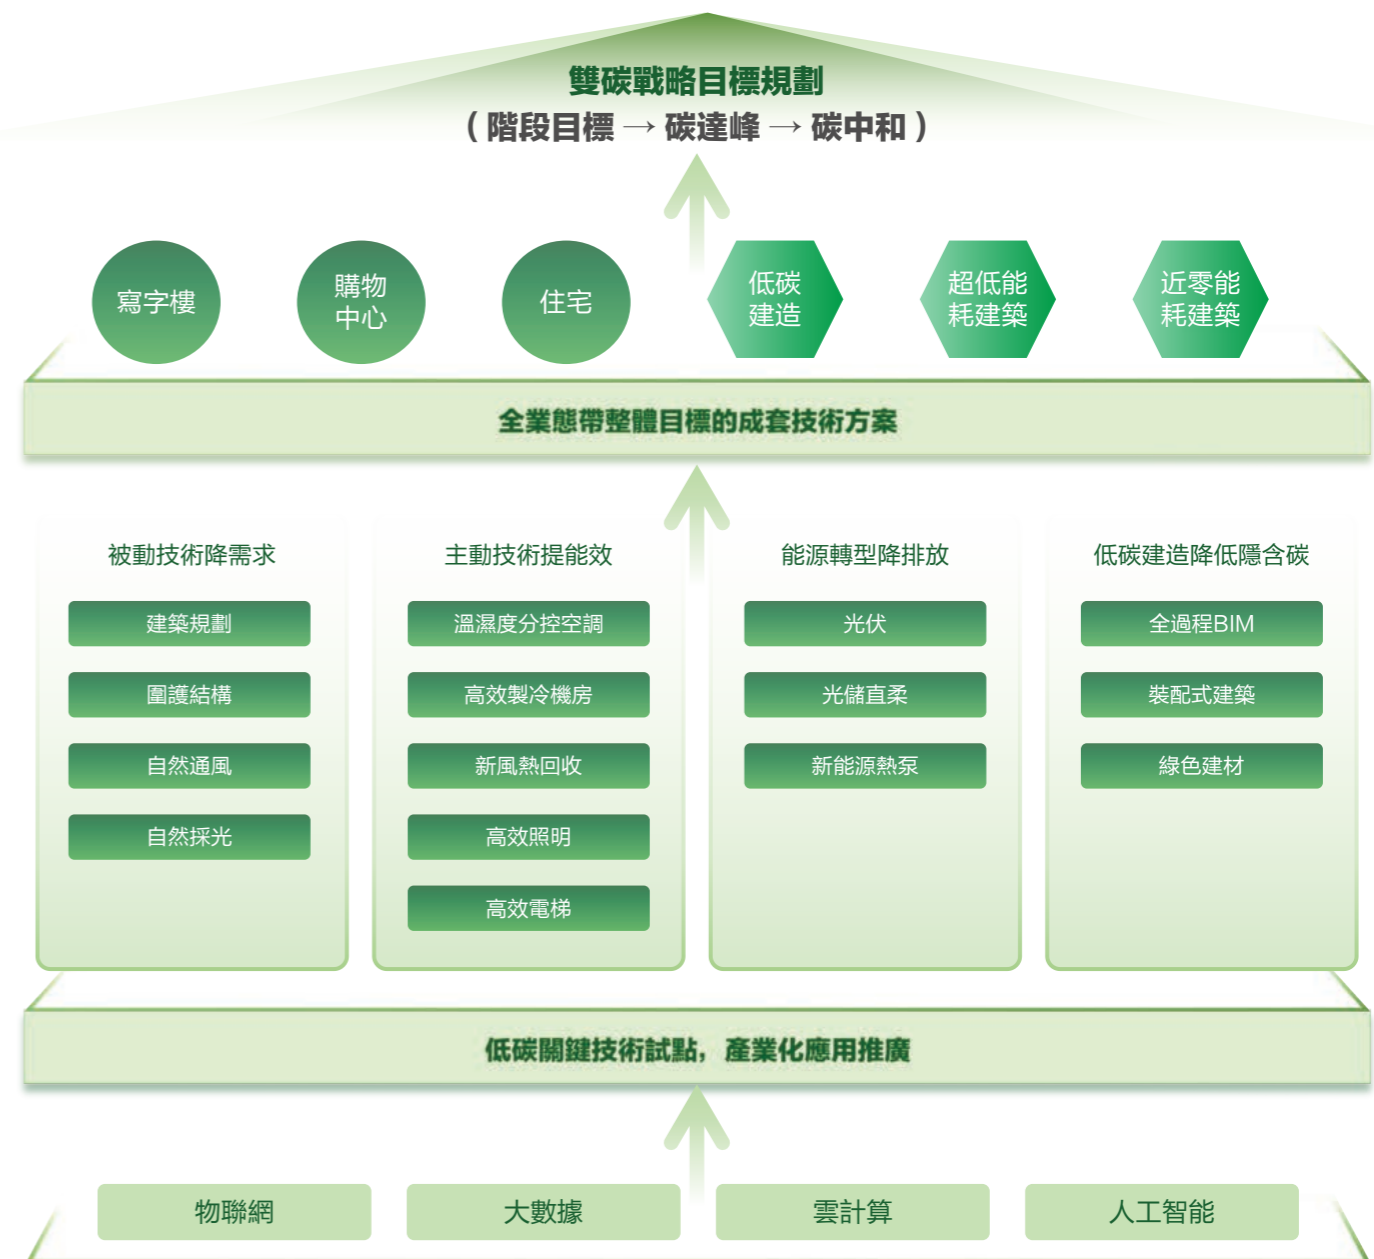 雙碳戰略目標規劃
（階段目標 → 碳達峰 → 碳中和）
寫字樓
購物
中心
住宅
低碳
建造
超低能
耗建築
近零能
耗建築
全業態帶整體目標的成套技術方案
被動技術降需求
建築規劃
圍護結構
自然通風
自然採光
主動技術提能效
溫濕度分控空調
高效製冷機房
新風熱回收
高效照明
高效電梯
能源轉型降排放
光伏
光儲直柔
新能源熱泵
低碳建造降低隱含碳
全過程BIM
裝配式建築
綠色建材
低碳關鍵技術試點，產業化應用推廣
物聯網
大數據
雲計算
人工智能